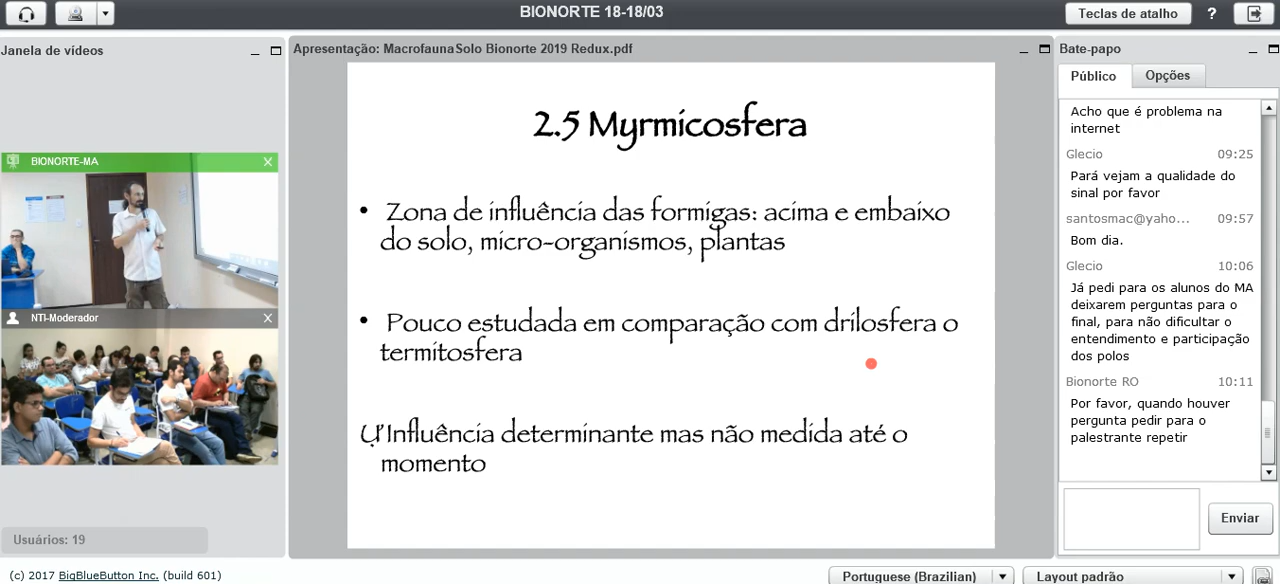 BIONORTE 18-18/03
Teclas de atalho
?
Janela de vídeos
BIONORTE-MA
NTI-Moderador
Usuários: 19
Apresentação: MacrofaunaSolo Bionorte 2019 Redux.pdf
2.5 Myrmicosfera
• Zona de influência das formigas: acima e embaixo
do solo, micro-organismos, plantas
• Pouco estudada em comparação com drilosfera o
termitosfera
Influência determinante mas não medida até o
momento
Bate-papo
Público
Opções
Acho que é problema na
internet
Glecio 09:25
Pará vejam a qualidade do
sinal por favor
santosmac@yaho... 09:57
Bom dia.
Glecio 10:06
Já pedi para os alunos do MA
deixarem perguntas para o
final, para não dificultar o
entendimento e participação
dos polos
Bionorte RO 10:11
Por favor, quando houver
pergunta pedir para o
palestrante repetir
Enviar
(c) 2017 BigBlueButton Inc. (build 601)
Portuguese (Brazilian)
Layout padrão